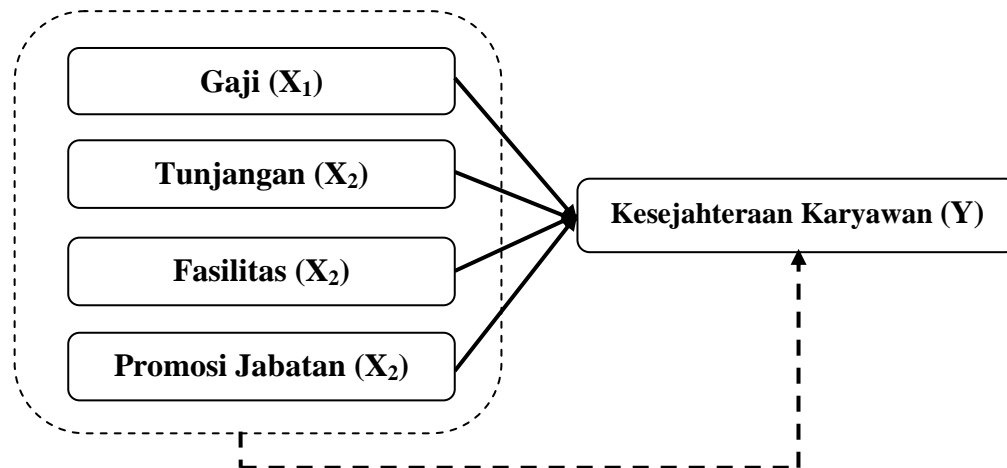 Gaji (X₁)
Tunjangan (X₂)
Kesejahteraan Karyawan (Y)
Fasilitas (X₂)
Promosi Jabatan (X₂)